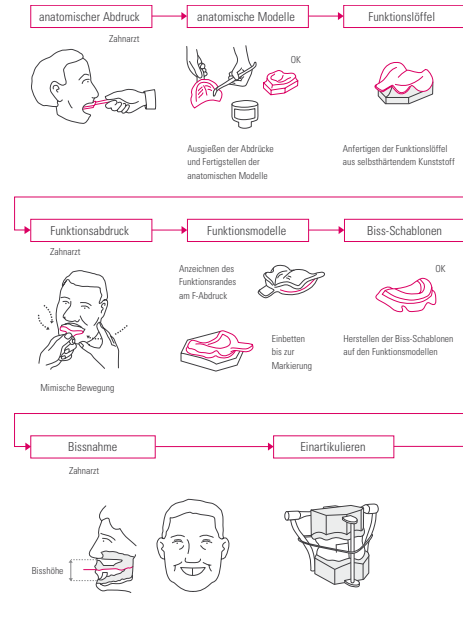 anatomischer Abdruck
anatomische Modelle
Funktionslöffel
Zahnarzt
OK
Ausgießen der Abdrücke
und Fertigstellen der
anatomischen Modelle
Anfertigen der Funktionslöffel
aus selbsthärtendem Kunststoff
Funktionsabdruck
Funktionsmodelle
Biss-Schablonen
Zahnarzt
Anzeichnen des
Funktionsrandes
am F-Abdruck
OK
Einbetten
bis zur
Markierung
Herstellen der Biss-Schablonen
auf den Funktionsmodellen
Mimische Bewegung
Bissnahme
Einartikulieren
Zahnarzt
Bisshöhe